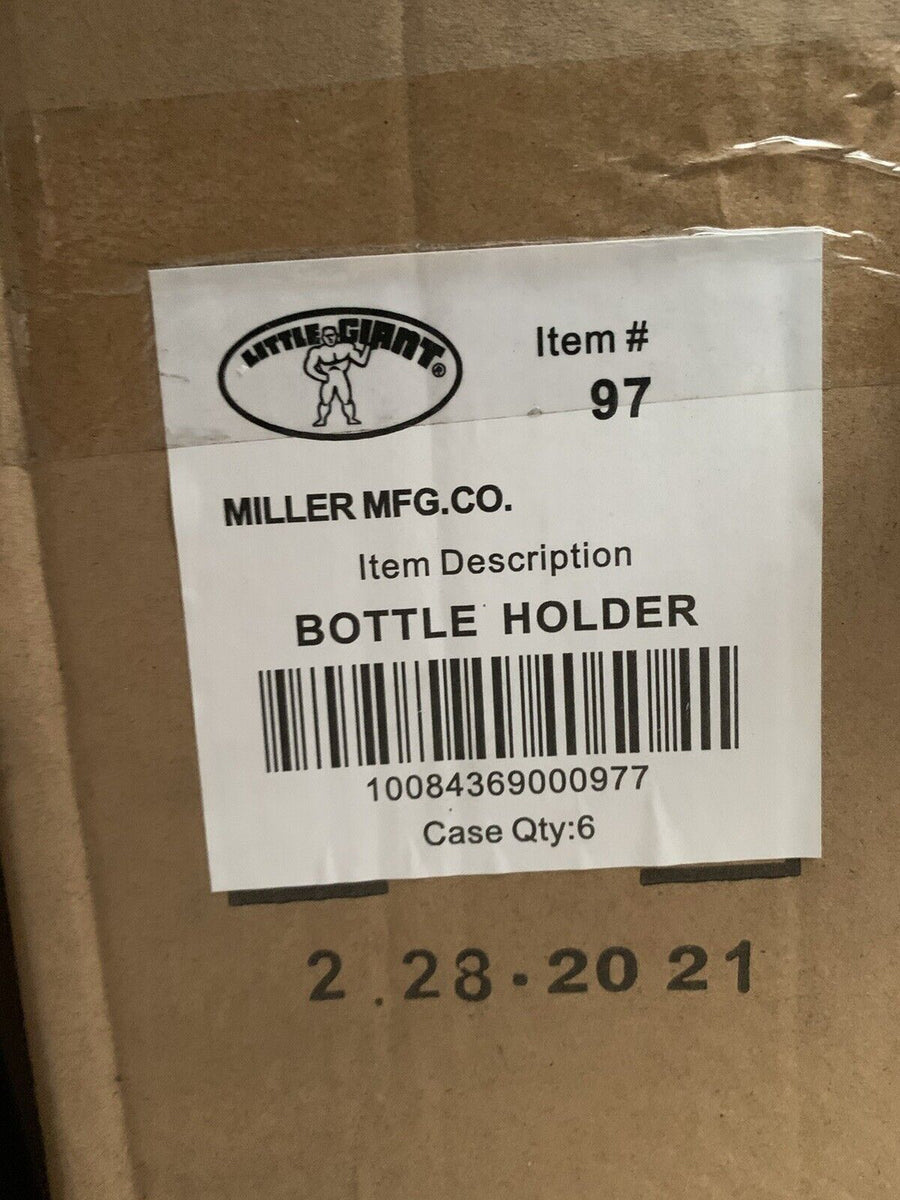 LITTLE GIANT®
Item #
97
MILLER MFG.CO.
Item Description
BOTTLE HOLDER
10084369000977
Case Qty:6
2.28-2021